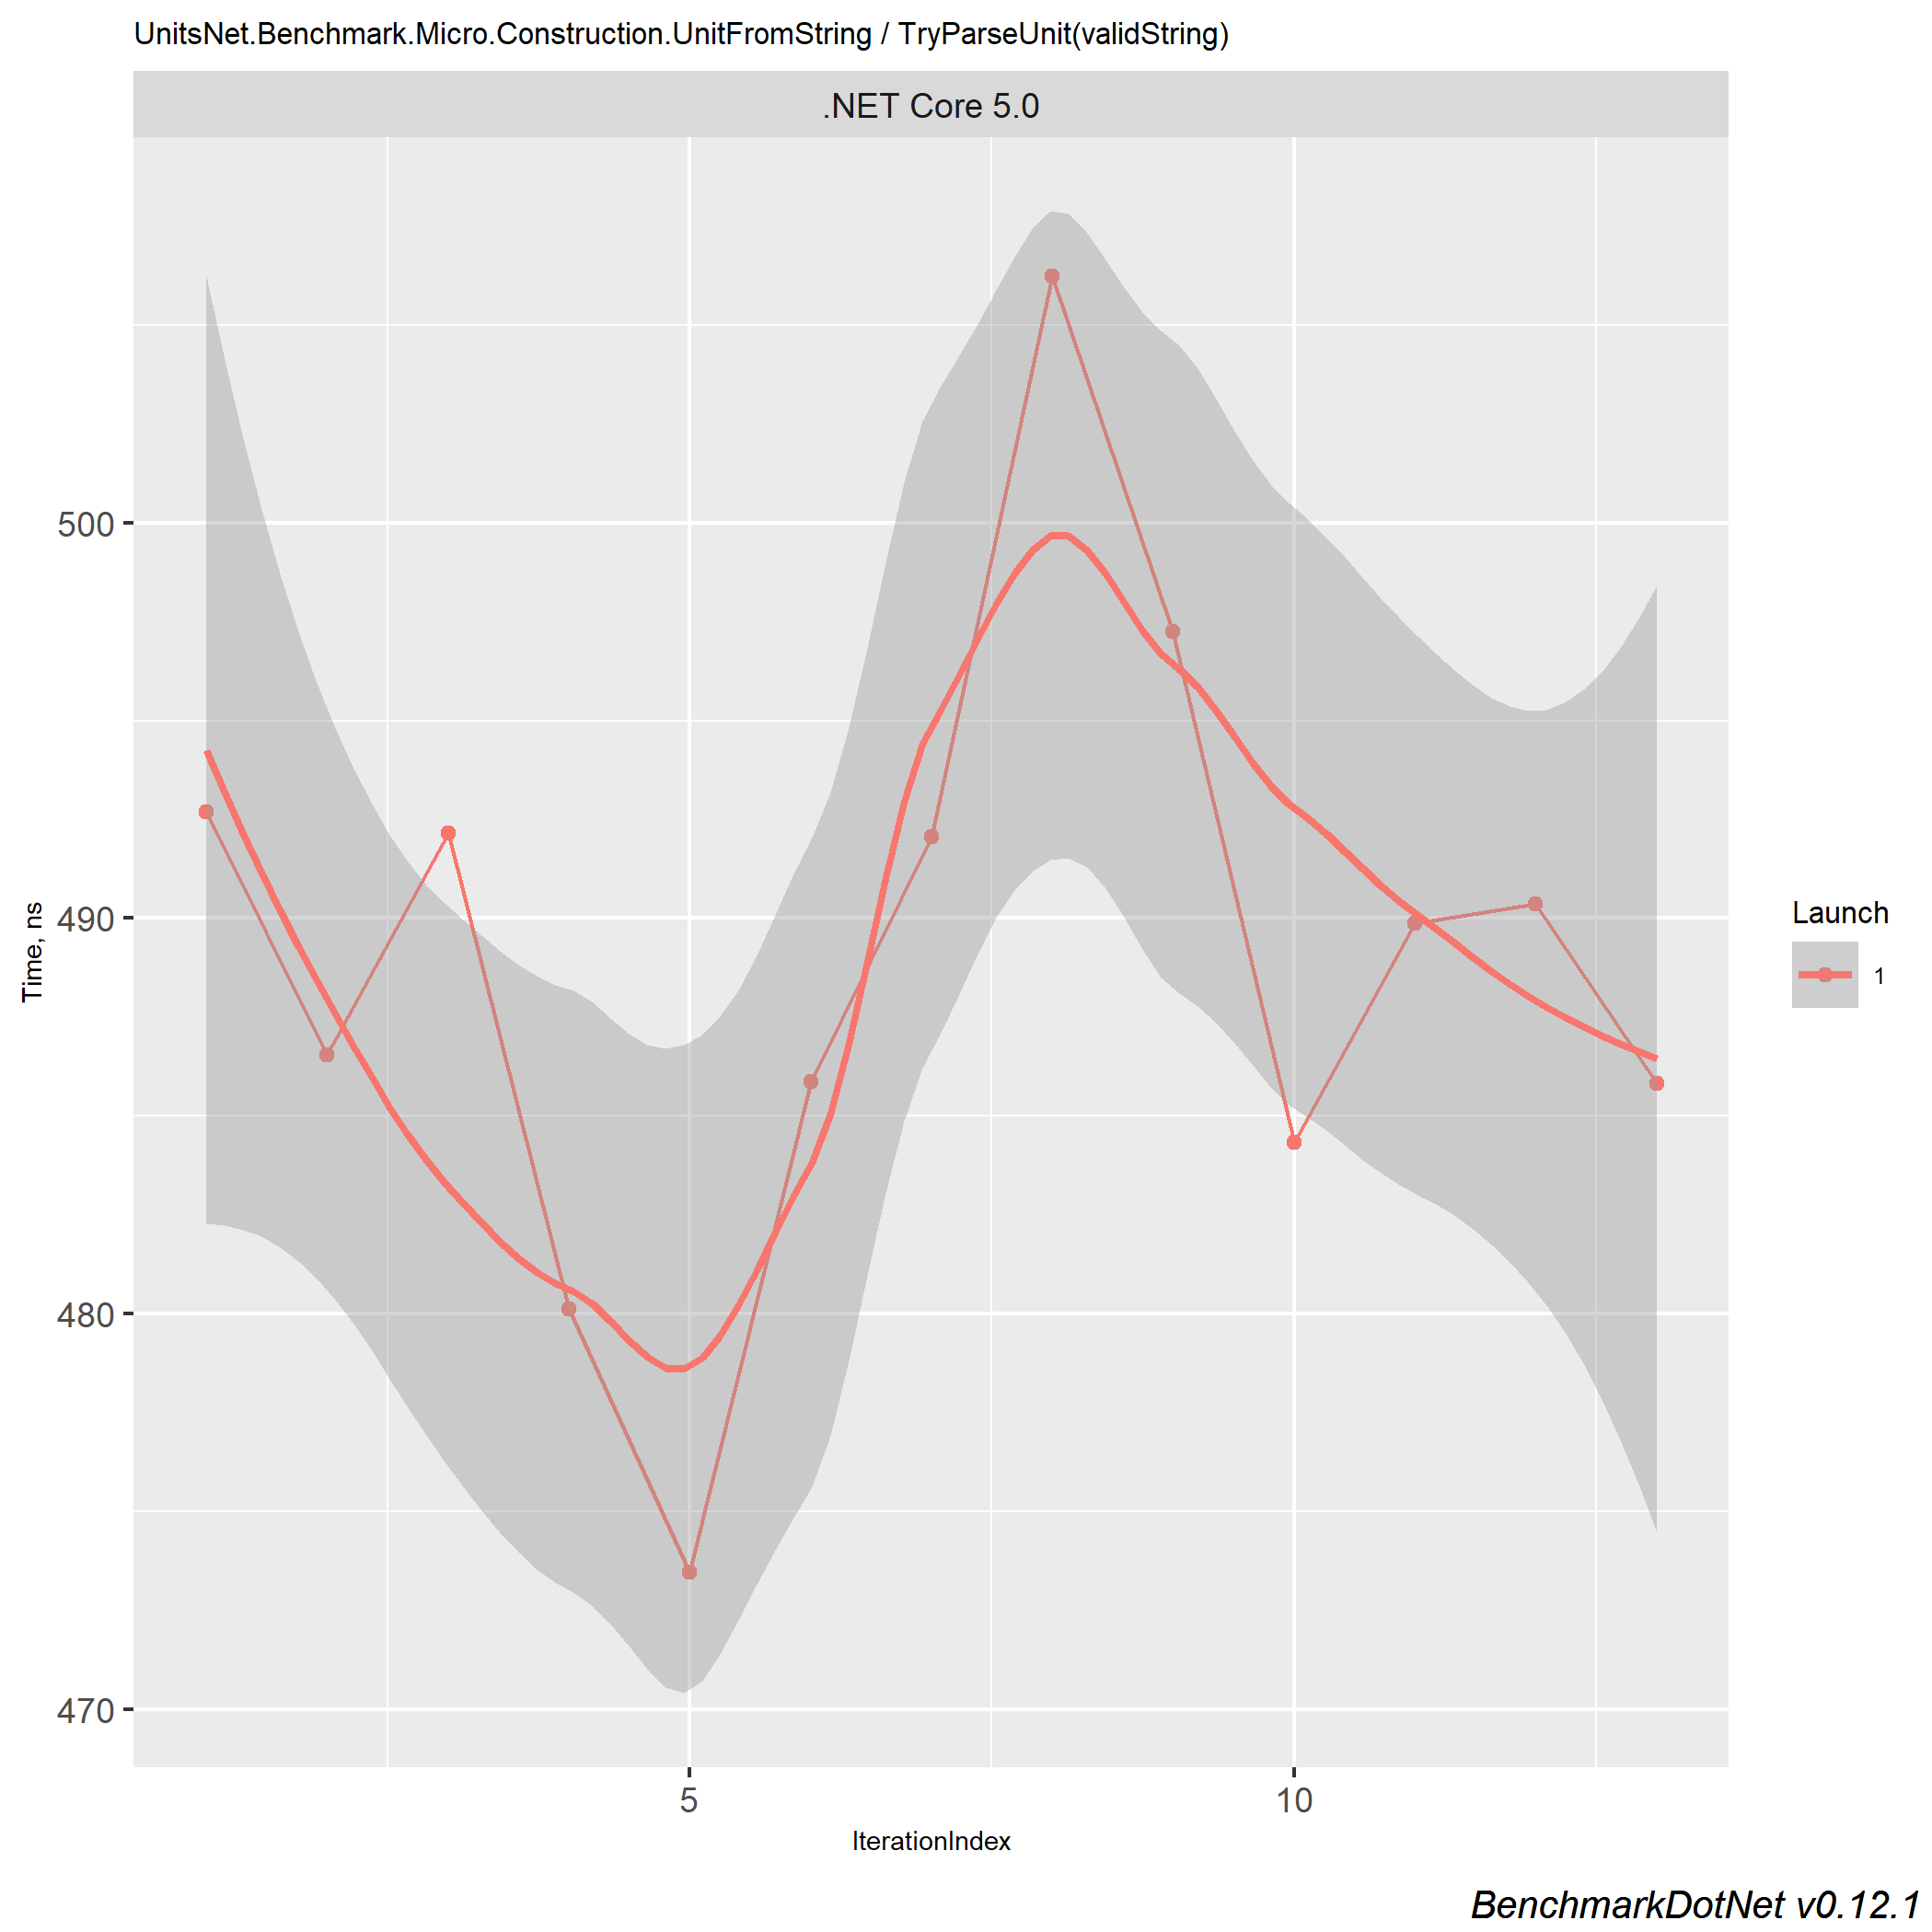 UnitsNet.Benchmark.Micro.Construction.UnitFromString / TryParseUnit(validString)
.NET Core 5.0
500
490
480
470
Time, ns
5
10
IterationIndex
Launch
1
BenchmarkDotNet v0.12.1